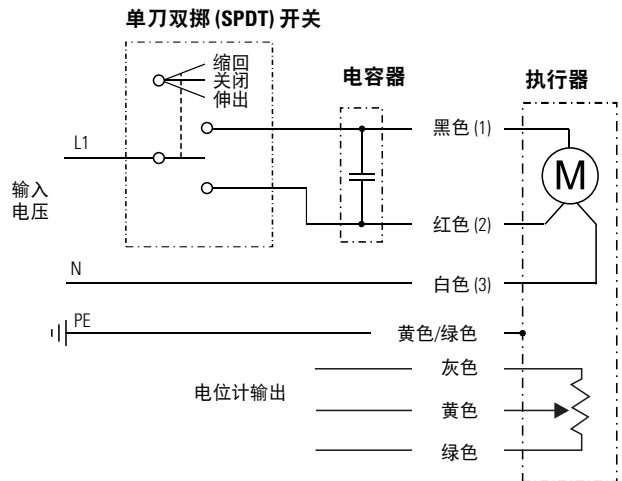 单刀双掷 (SPDT) 开关
缩回
关闭
伸出
电容器
执行器
L1
黑色 (1)
M
输入
电压
红色 (2)
N
白色 (3)
PE
黄色/绿色
灰色
电位计输出
黄色
绿色